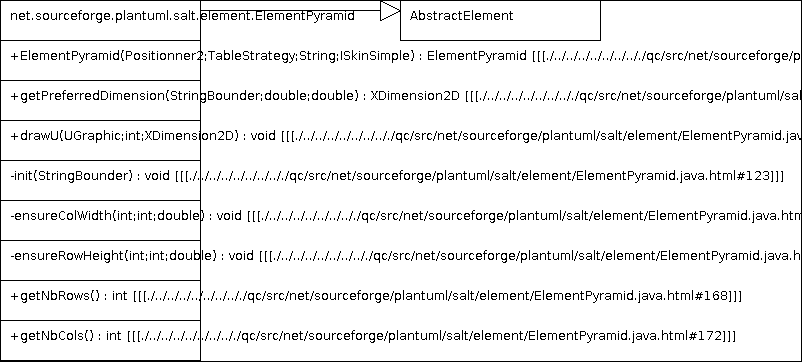 net.sourceforge.plantuml.salt.element.ElementPyramid
AbstractElement
+ElementPyramid(Positionner2;TableStrategy;String;ISkinSimple) : ElementPyramid [[[./../../../../../../../../qc/src/net/sourceforge/p
+getPreferredDimension(StringBounder;double;double) : XDimension2D [[[./../../../../../../../../qc/src/net/sourceforge/plantuml/sal
+drawU(UGraphic;int;XDimension2D) : void [[[./../../../../../../../../qc/src/net/sourceforge/plantuml/salt/element/ElementPyramid.jav
-init(StringBounder) : void [[[./../../../../../../../../qc/src/net/sourceforge/plantuml/salt/element/ElementPyramid.java.html#123]]]
-ensureColWidth(int;int;double) : void [[[./../../../../../../../../qc/src/net/sourceforge/plantuml/salt/element/ElementPyramid.java.htm
-ensureRowHeight(int;int;double) : void [[[./../../../../../../../../qc/src/net/sourceforge/plantuml/salt/element/ElementPyramid.java.h
+getNbRows() : int [[[./../../../../../../../../qc/src/net/sourceforge/plantuml/salt/element/ElementPyramid.java.html#168]]]
+getNbCols() : int [[[./../../../../../../../../qc/src/net/sourceforge/plantuml/salt/element/ElementPyramid.java.html#172]]]